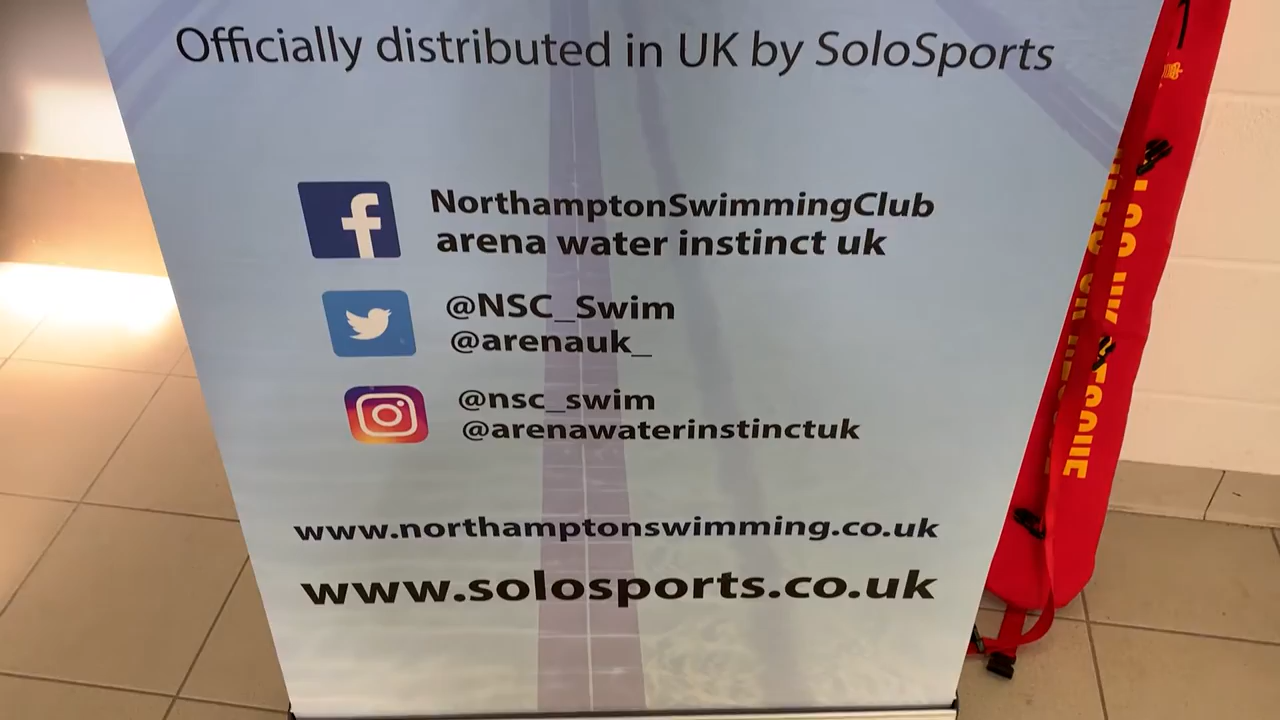 Officially distributed in UK by SoloSports
NorthamptonSwimmingClub
arena water instinct uk
@NSC_Swim
@arenauk_
@nsc_swim
@arenawaterinstinctuk
www.northamptonswimming.co.uk
www.solosports.co.uk